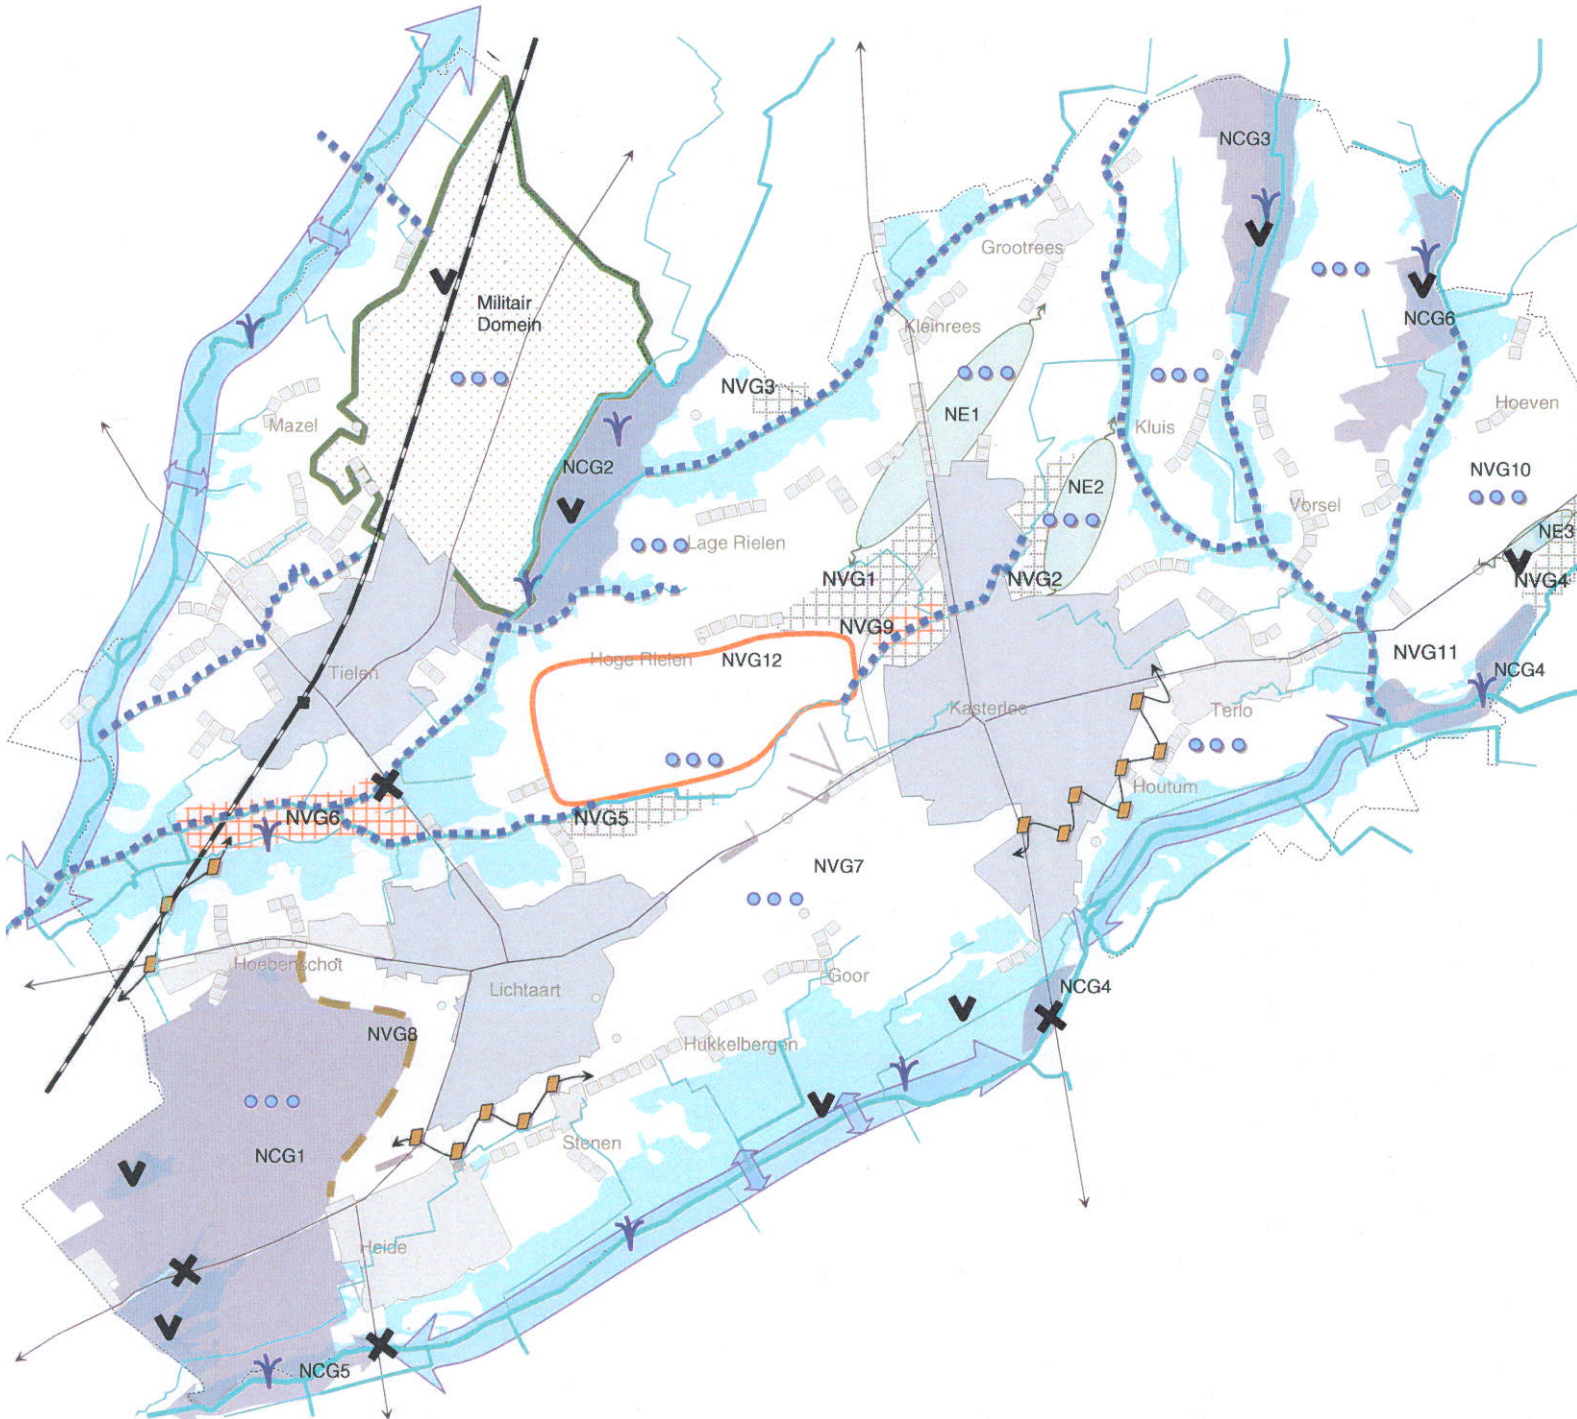 NCG3
Grootrees
Militair
Domein
Kleinrees
NCG6
NVG3
Mazel
NE1
Kluis
Hoeven
NCG2
NVG10
NE2
Vorsel
NE3
Lage Rielen
NVG1
NVG2
NVG4
NVG9
Hoge Rielen
NVG12
NVG11
Tielen
NCG4
Kasterlee
Terlo
Houtum
NVG6
NVG5
NVG7
Hoebenschot
Goor
Lichtaart
NCG4
NVG8
Hukkelbergen
Stenen
NCG1
Heide
NCG5